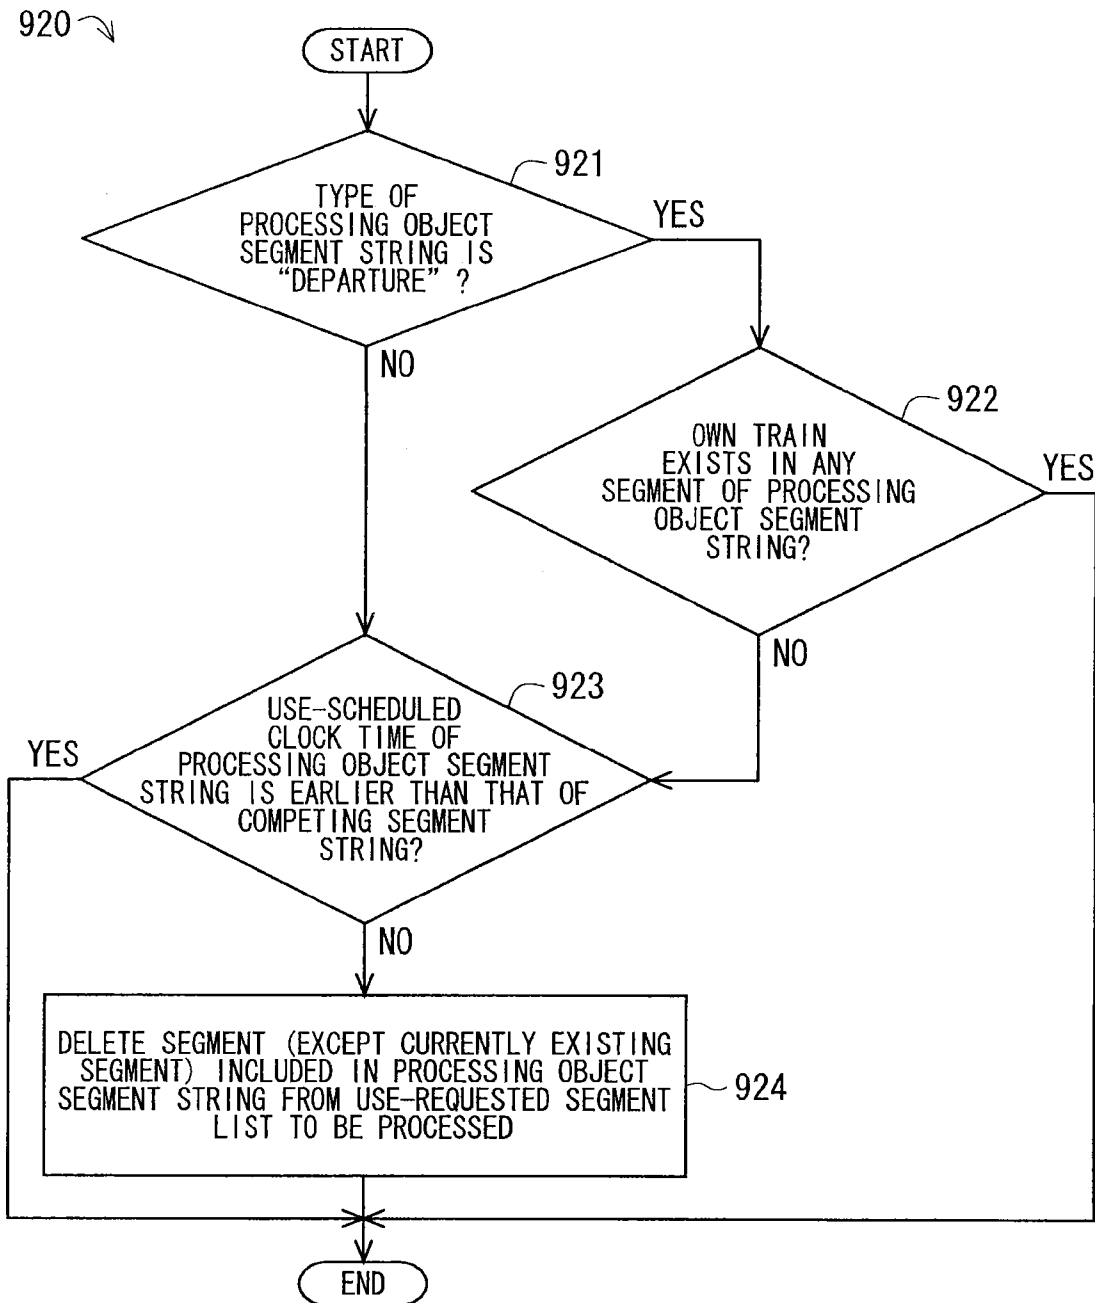 920
START
921
TYPE OF
PROCESSING OBJECT
SEGMENT STRING IS
“DEPARTURE” ?
YES
NO
922
OWN TRAIN
EXISTS IN ANY
SEGMENT OF PROCESSING
OBJECT SEGMENT
STRING?
YES
NO
923
USE-SCHEDULED
CLOCK TIME OF
PROCESSING OBJECT SEGMENT
STRING IS EARLIER THAN THAT OF
COMPETING SEGMENT
STRING?
YES
NO
DELETE SEGMENT (EXCEPT CURRENTLY EXISTING
SEGMENT) INCLUDED IN PROCESSING OBJECT
SEGMENT STRING FROM USE-REQUESTED SEGMENT
LIST TO BE PROCESSED
924
END